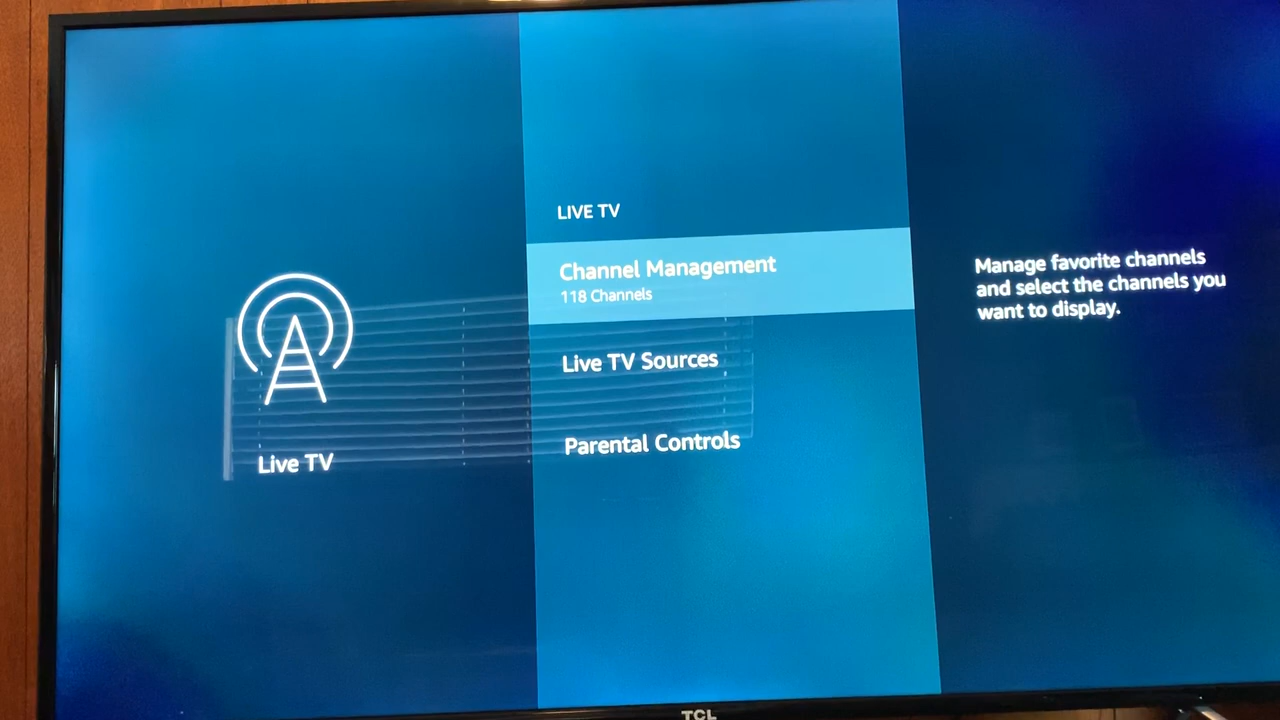 LIVE TV
Channel Management
118 Channels
Live TV Sources
Parental Controls
Live TV
Manage favorite channels
and select the channels you
want to display.
TCL